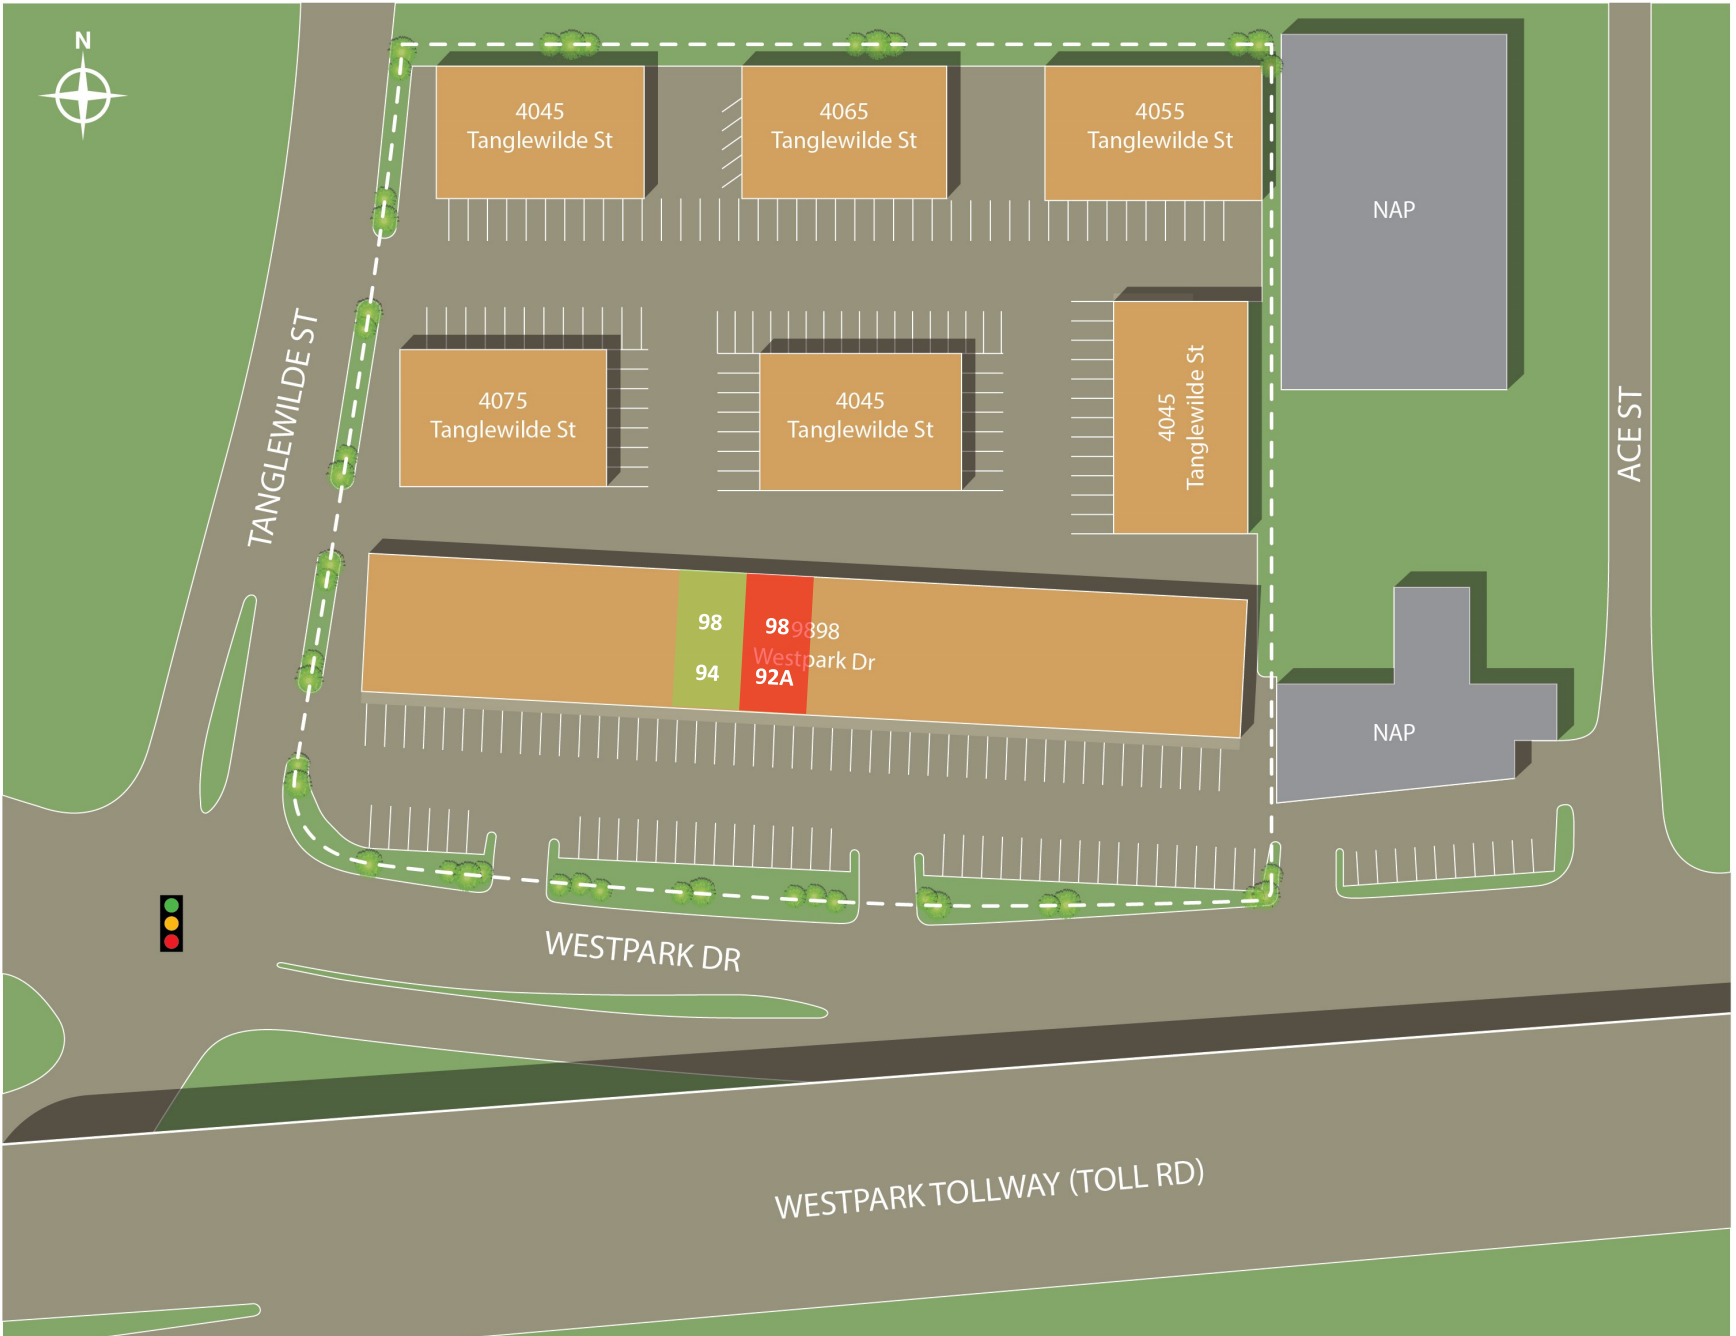 N
4045
Tanglewilde St
4065
Tanglewilde St
4055
Tanglewilde St
NAP
TANGLEWILDE ST
4075
Tanglewilde St
4045
Tanglewilde St
4045
Tanglewilde St
ACE ST
98
94
98
92A
9898
Westpark Dr
NAP
WESTPARK DR
WESTPARK TOLLWAY (TOLL RD)